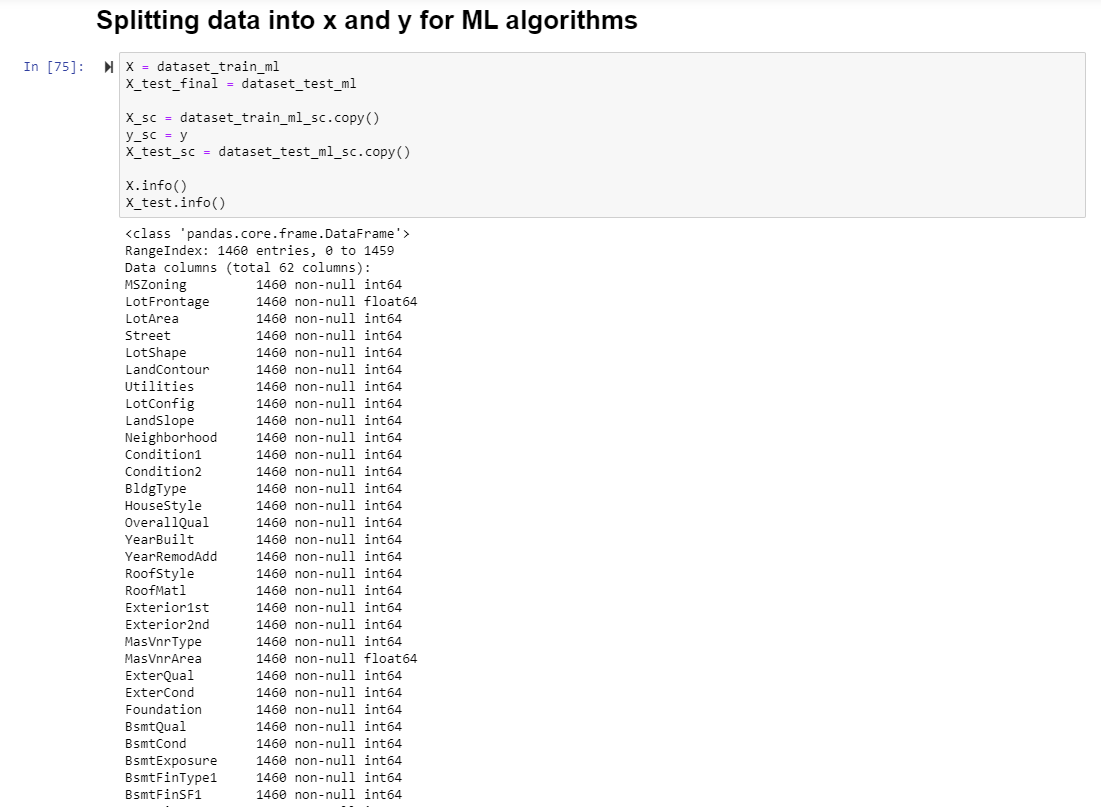 Splitting data into x and y for ML algorithms
In [75]:
X = dataset_train_ml
X_test_final = dataset_test_ml
X_sc = dataset_train_ml_sc.copy()
y_sc = y
X_test_sc = dataset_test_ml_sc.copy()
X.info()
X_test.info()
<class 'pandas.core.frame.DataFrame'>
RangeIndex: 1460 entries, 0 to 1459
Data columns (total 62 columns):
MSZoning 1460 non-null int64
LotFrontage 1460 non-null float64
LotArea 1460 non-null int64
Street 1460 non-null int64
LotShape 1460 non-null int64
LandContour 1460 non-null int64
Utilities 1460 non-null int64
LotConfig 1460 non-null int64
LandSlope 1460 non-null int64
Neighborhood 1460 non-null int64
Condition1 1460 non-null int64
Condition2 1460 non-null int64
BldgType 1460 non-null int64
HouseStyle 1460 non-null int64
OverallQual 1460 non-null int64
YearBuilt 1460 non-null int64
YearRemodAdd 1460 non-null int64
RoofStyle 1460 non-null int64
RoofMatl 1460 non-null int64
Exterior1st 1460 non-null int64
Exterior2nd 1460 non-null int64
MasVnrType 1460 non-null int64
MasVnrArea 1460 non-null float64
ExterQual 1460 non-null int64
ExterCond 1460 non-null int64
Foundation 1460 non-null int64
BsmtQual 1460 non-null int64
BsmtCond 1460 non-null int64
BsmtExposure 1460 non-null int64
BsmtFinType1 1460 non-null int64
BsmtFinSF1 1460 non-null int64